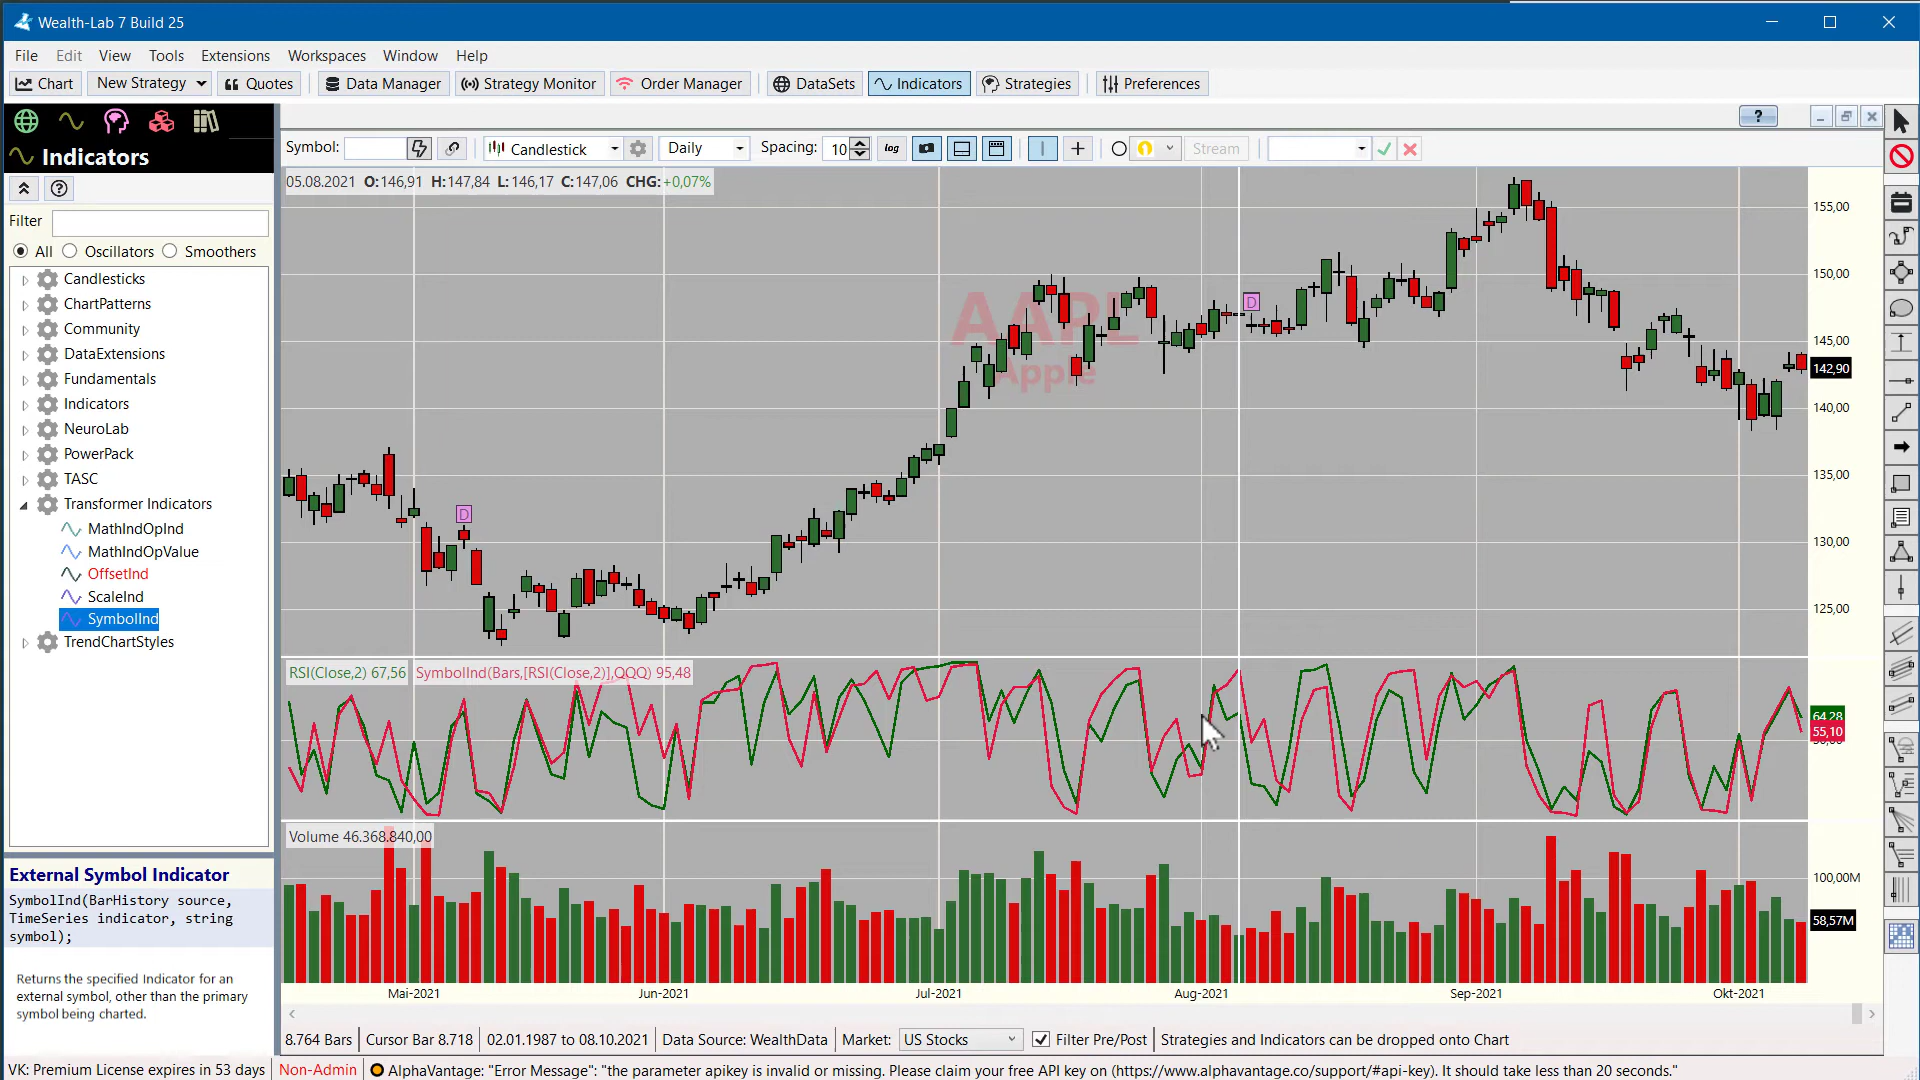 Wealth-Lab 7 Build 25
File Edit View Tools Extensions Workspaces Window Help
Chart New Strategy Quotes Data Manager Strategy Monitor Order Manager DataSets Indicators Strategies Preferences
Indicators
Symbol: Candlestick Daily Spacing: 10 log Stream
Filter
All Oscillators Smoothers
Candlesticks
ChartPatterns
Community
DataExtensions
Fundamentals
Indicators
NeuroLab
PowerPack
TASC
Transformer Indicators
MathIndOpInd
MathIndOpValue
OffsetInd
ScaleInd
SymbolInd
TrendChartStyles
External Symbol Indicator
SymbolInd(BarHistory source,
TimeSeries indicator, string
symbol);
Returns the specified Indicator for an
external symbol, other than the primary
symbol being charted.
05.08.2021 O:146,91 H:147,84 L:146,17 C:147,06 CHG:+0,07%
AAPL
Apple
D
D
155,00
150,00
145,00
142,90
140,00
135,00
130,00
125,00
RSI(Close,2) 67,56 SymbolInd(Bars,[RSI(Close,2)],QQQ) 95,48
64,28
55,10
Volume 46.368.840,00
100,00M
58,57M
Mai-2021 Jun-2021 Jul-2021 Aug-2021 Sep-2021 Okt-2021
8.764 Bars Cursor Bar 8.718 02.01.1987 to 08.10.2021 Data Source: WealthData Market: US Stocks Filter Pre/Post Strategies and Indicators can be dropped onto Chart
VK: Premium License expires in 53 days Non-Admin AlphaVantage: "Error Message": "the parameter apikey is invalid or missing. Please claim your free API key on (https://www.alphavantage.co/support/#api-key). It should take less than 20 seconds."